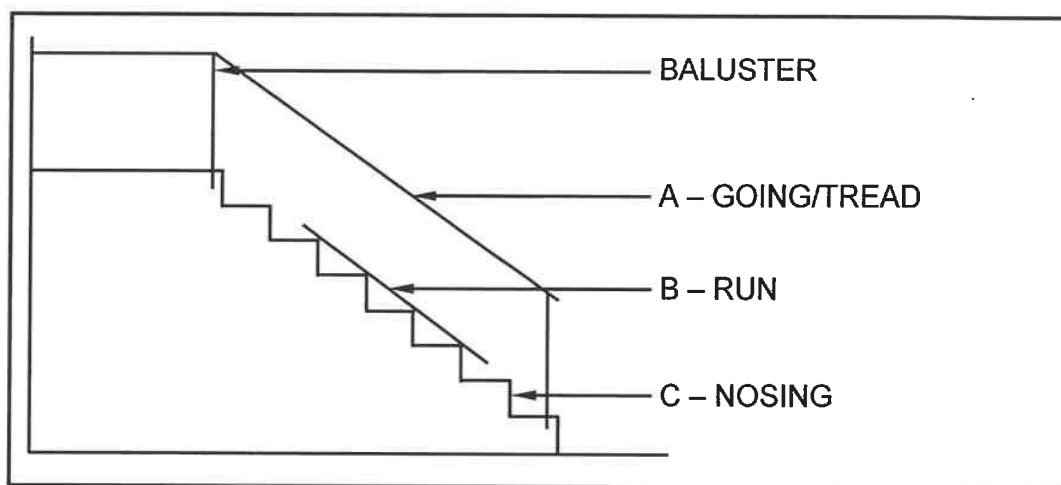 BALUSTER
A – GOING/TREAD
B – RUN
C – NOSING